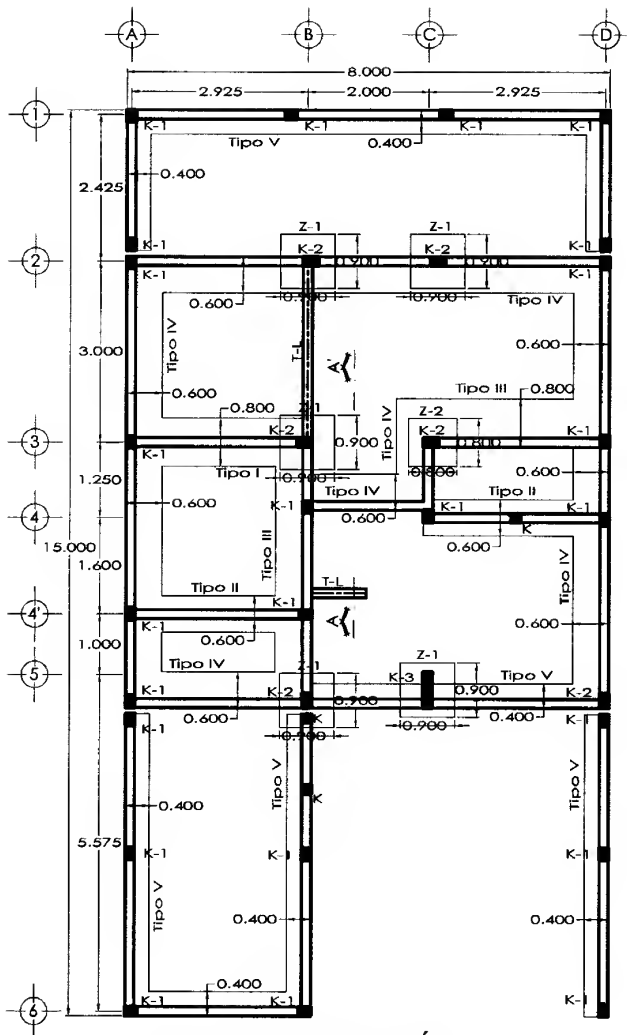 A B C D
8.000
2.925 2.000 2.925
1
K-1 K-1 K-1 K-1
Tipo V 0.400
0.400
2.425
Z-1 Z-1
K-1 K-2 K-2 K-1
2
K-1 0.900 0.900 K-1
0.600 0.900 0.900
Tipo IV Tipo IV
3.000
T-L A' 0.600
0.600 Tipo III
0.800 0.800
Z-1 Tipo IV Z-2
3
K-2 0.900 K-2 0.800
K-1 Tipo I 0.900 0.800
1.250 0.600
0.600 K-1 Tipo IV Tipo II
4
0.600 K-1 K
Tipo III 0.600
15.000
1.600 Tipo IV
Tipo II T-L
4'
K-1 A 0.600
K-1 0.600
1.000
Tipo IV Z-1 Z-1 Tipo V
5
K-1 K-2 0.900 K-3 0.900 K-2
0.600 K 0.400
K-1 0.900 0.900 K-1
Tipo V Tipo V
0.400 K
5.575
K-1 K-1 K-1
Tipo V
0.400 0.400
0.400
6
K-1 K-1 K-1